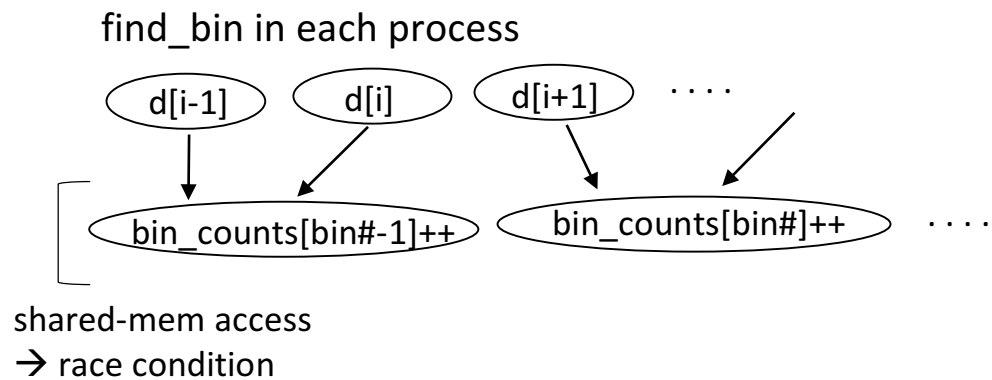 find_bin in each process
d[i-1] d[i] d[i+1] . . . .
bin_counts[bin#-1]++ bin_counts[bin#]++ . . . .
shared-mem access
→ race condition